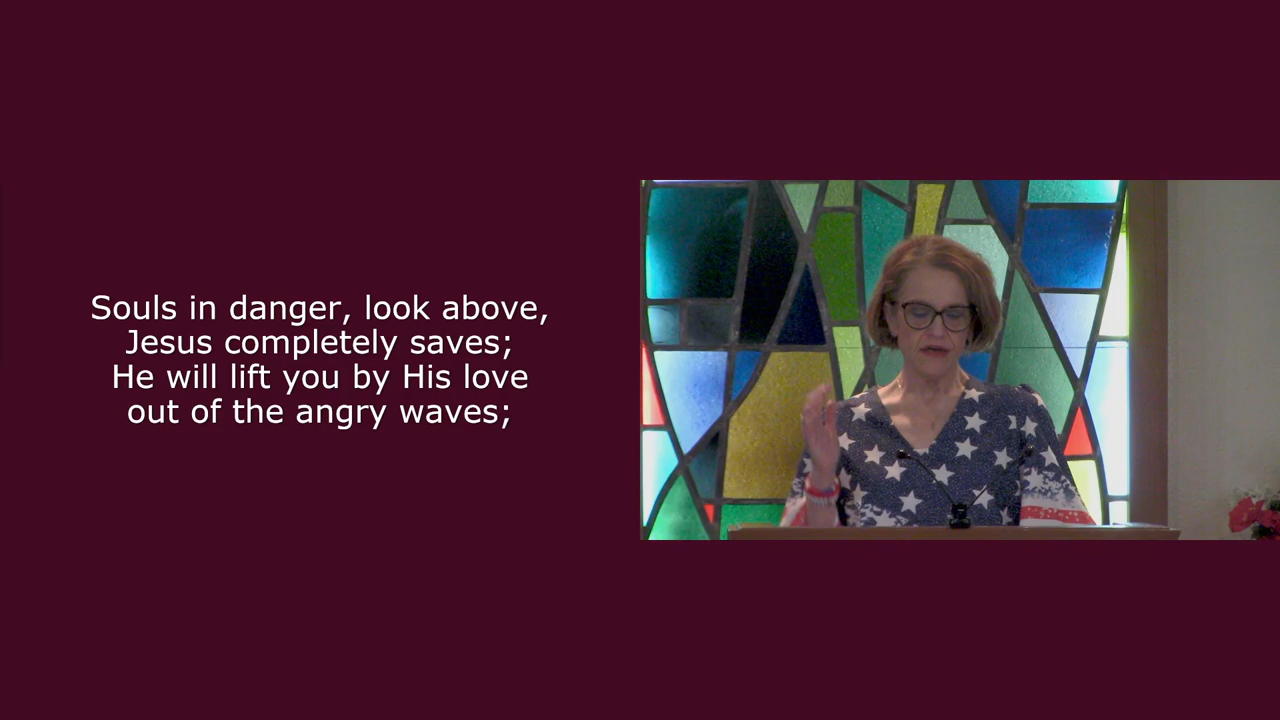 Souls in danger, look above,
Jesus completely saves;
He will lift you by His love
out of the angry waves;